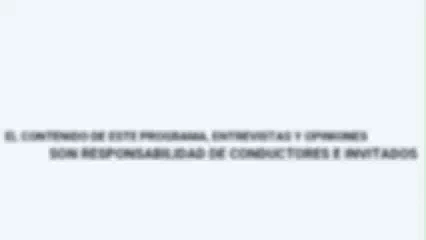 EL CONTENIDO DE ESTE PROGRAMA, ENTREVISTAS Y OPINIONES
SON RESPONSABILIDAD DE CONDUCTORES E INVITADOS